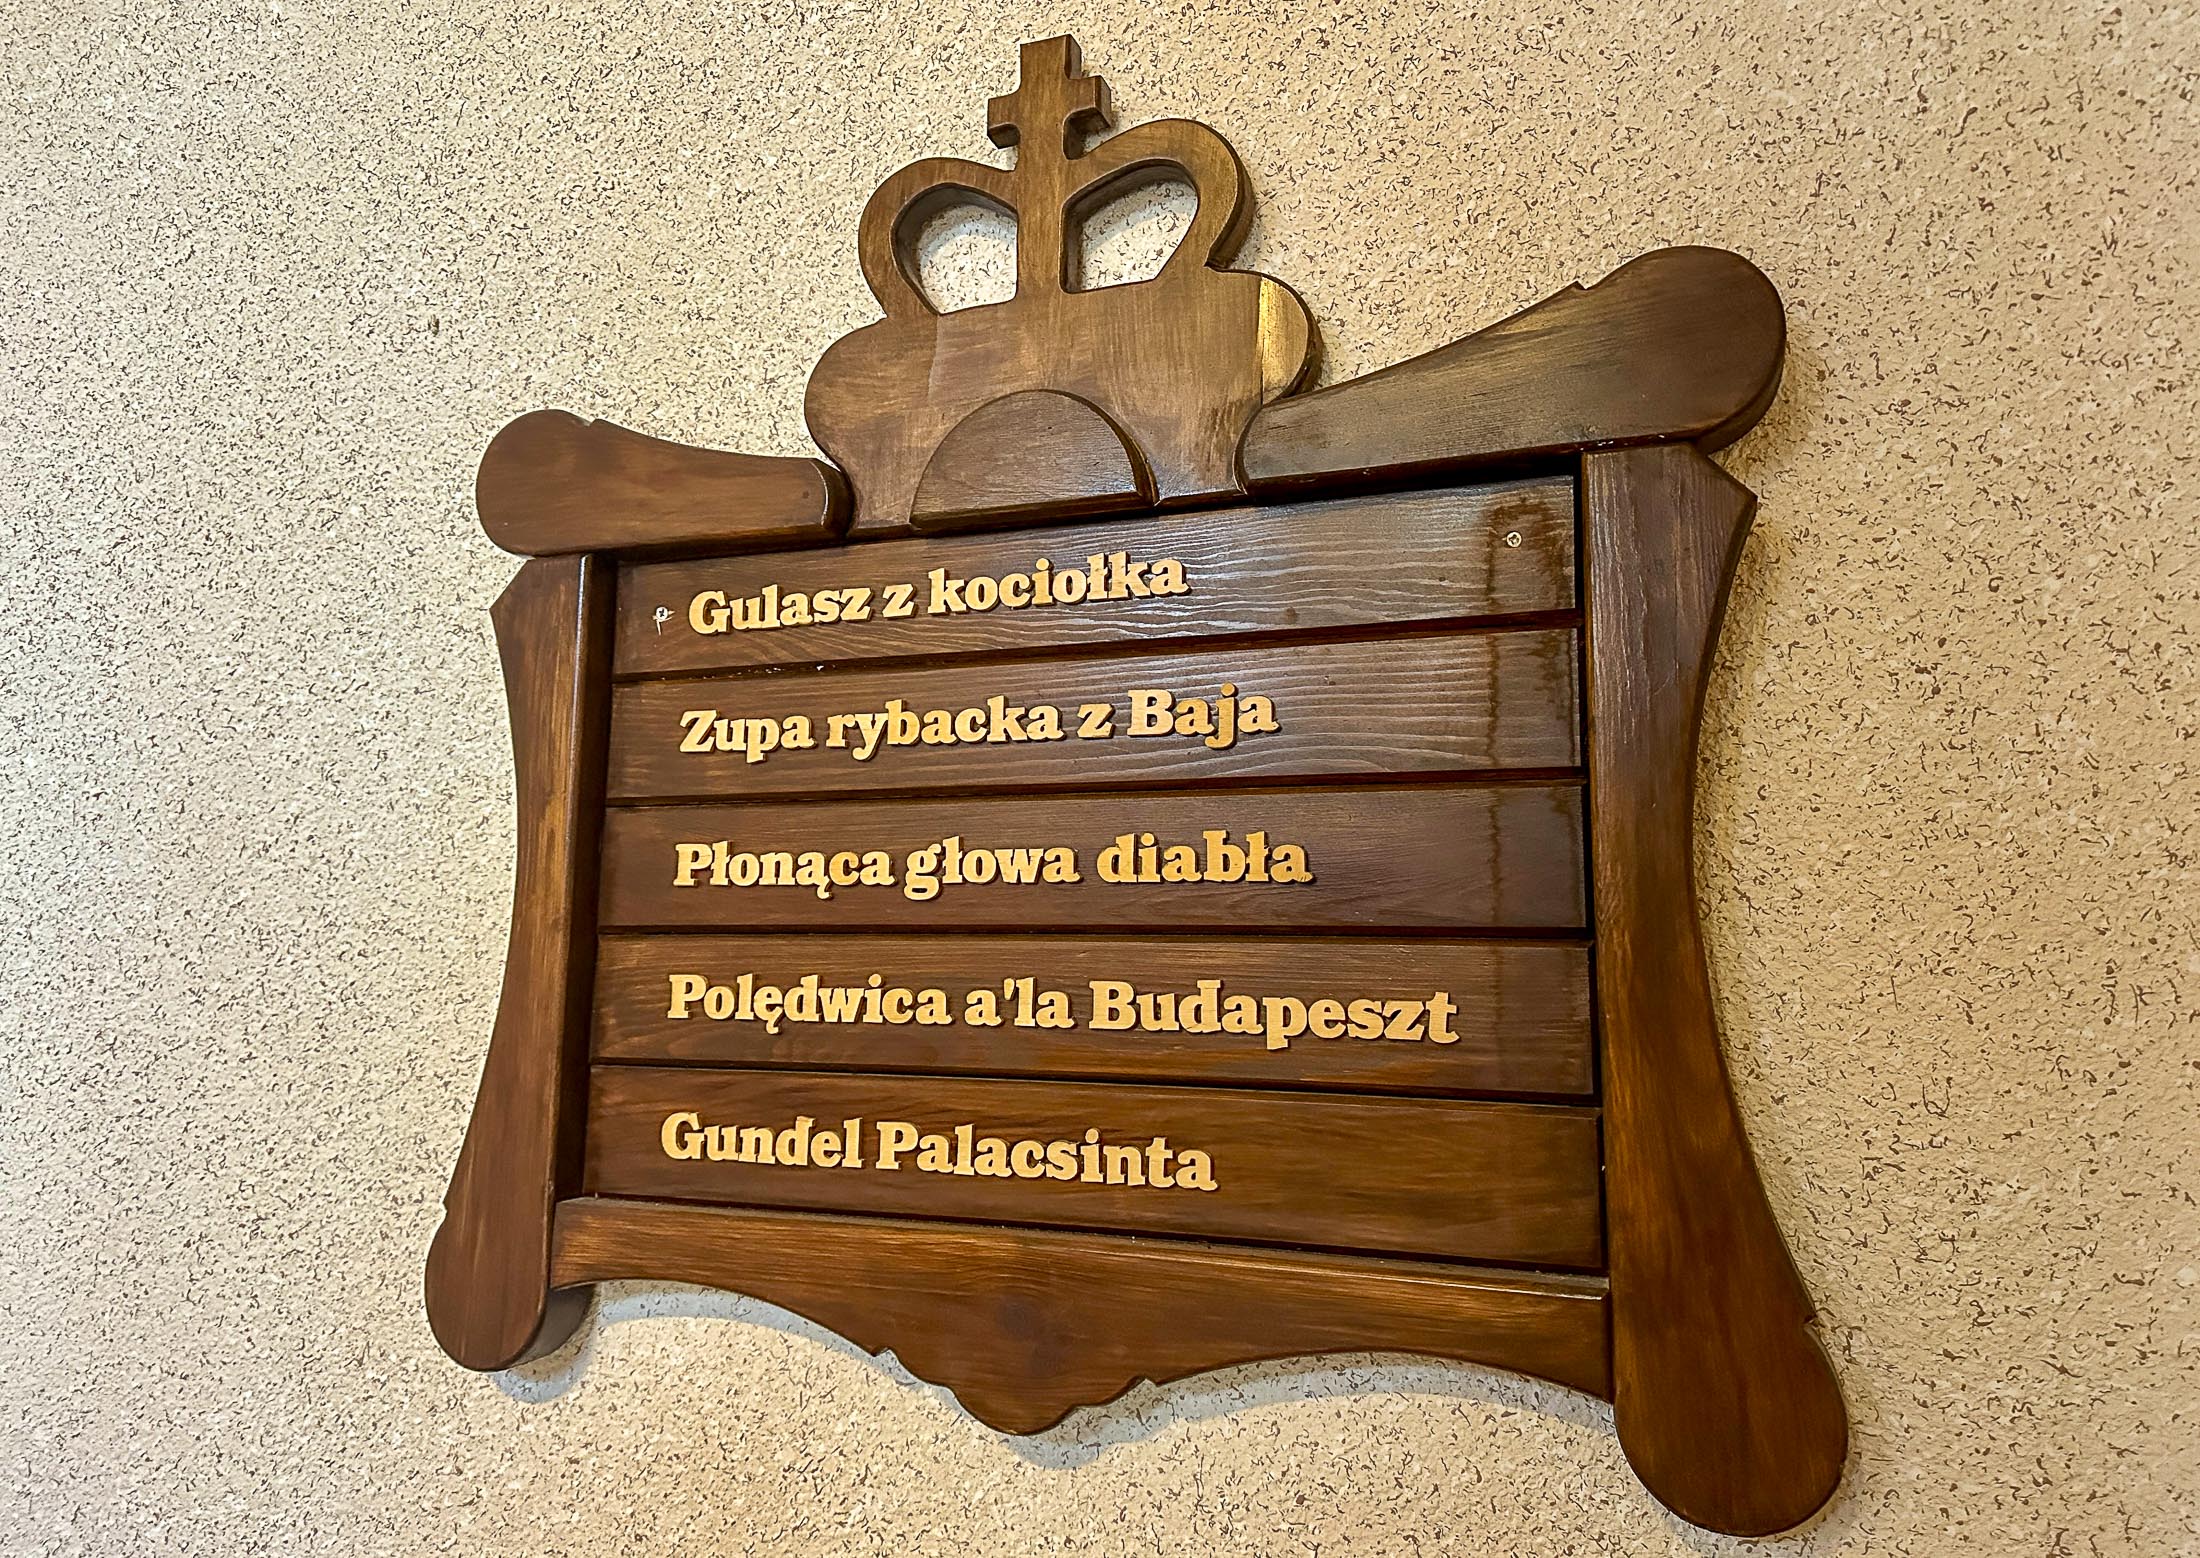 Gulasz z kociołka
Zupa rybacka z Baja
Płonąca głowa diabła
Polędwica a'la Budapeszt
Gundel Palacsinta